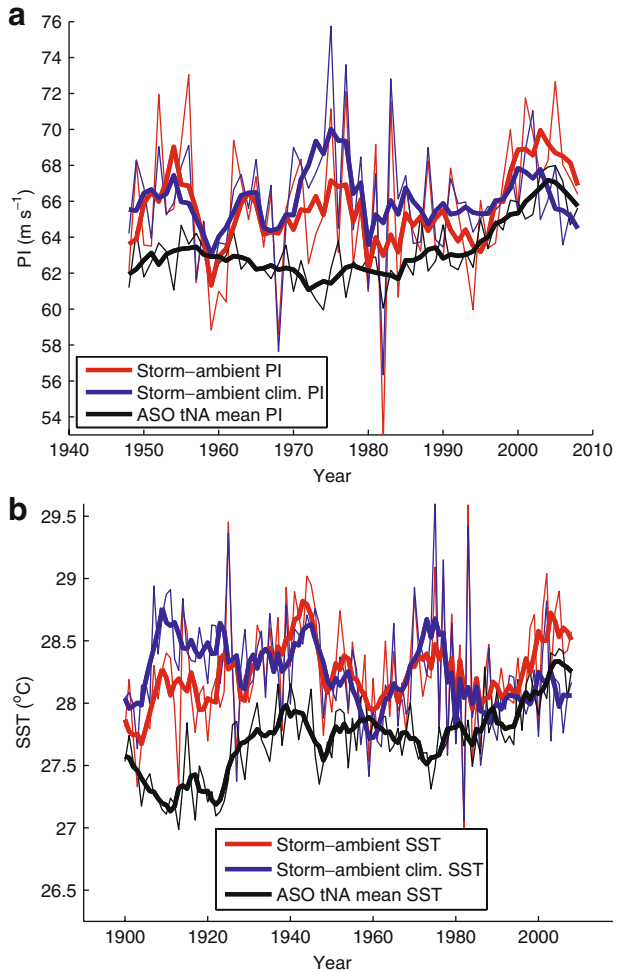 a
76
74
72
70
68
66
64
62
60
58
56
54
PI (m s⁻¹)
Storm−ambient PI
Storm−ambient clim. PI
ASO tNA mean PI
1940 1950 1960 1970 1980 1990 2000 2010
Year
b
29.5
29
28.5
28
27.5
27
26.5
SST (°C)
Storm−ambient SST
Storm−ambient clim. SST
ASO tNA mean SST
1900 1920 1940 1960 1980 2000
Year